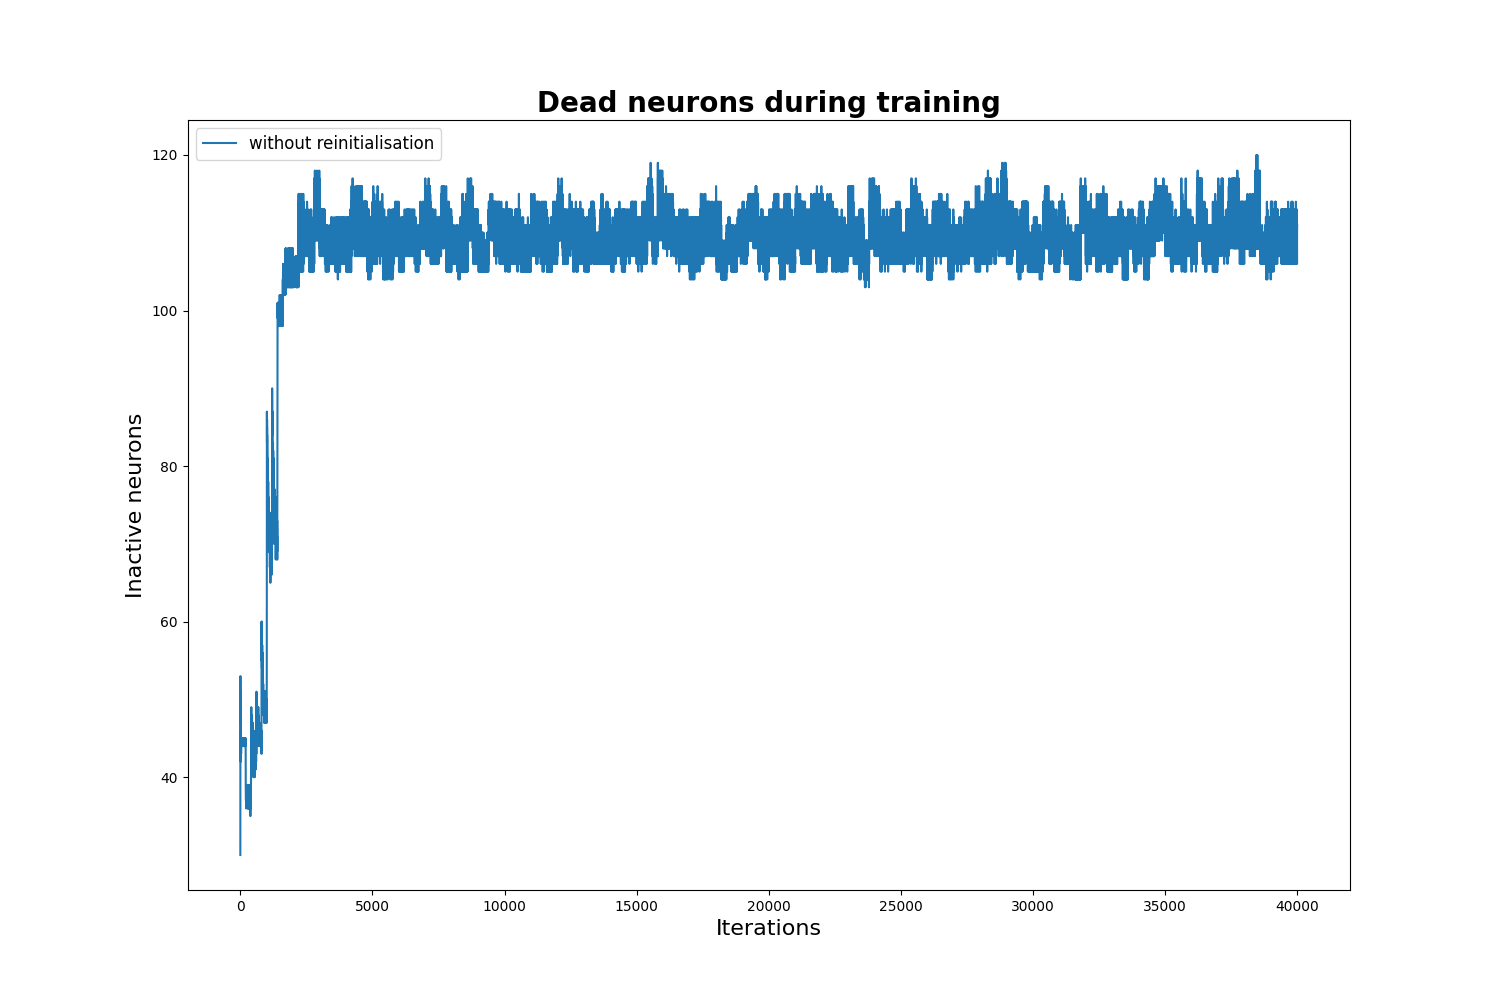 Dead neurons during training
without reinitialisation
120
100
80
60
40
Inactive neurons
0 5000 10000 15000 20000 25000 30000 35000 40000
Iterations